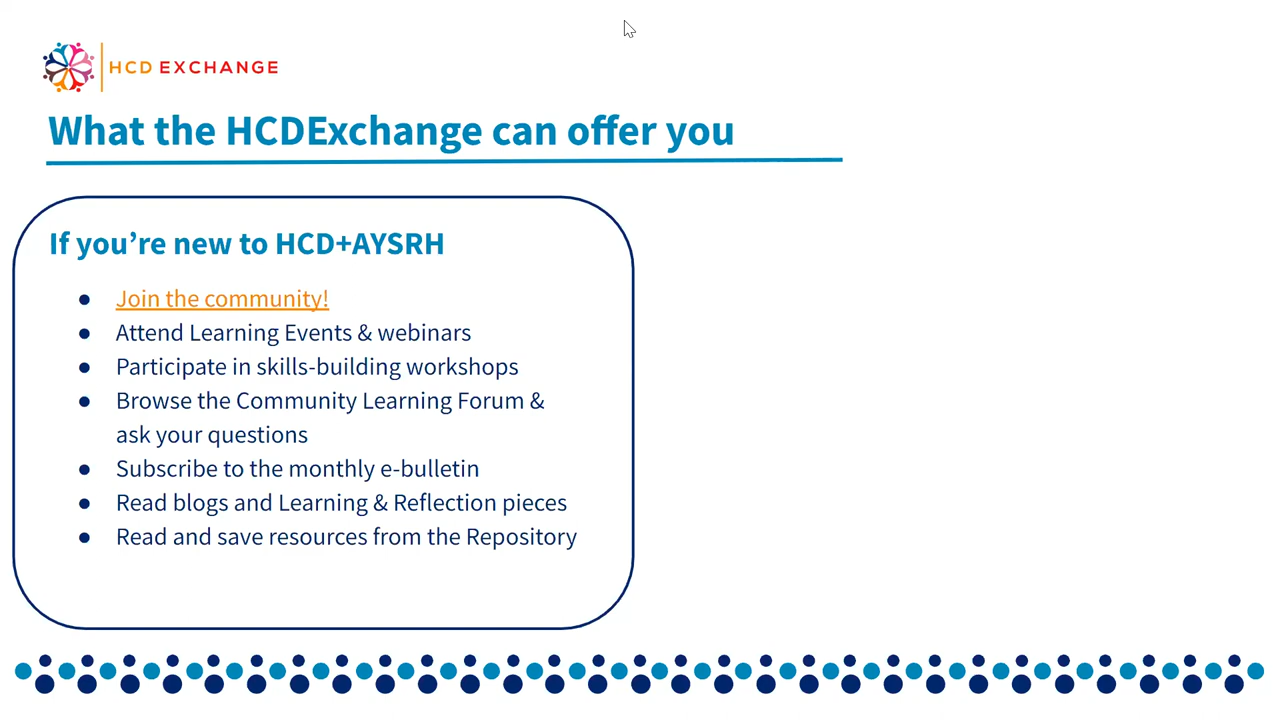 HCD EXCHANGE
What the HCDExchange can offer you
If you’re new to HCD+AYSRH
● Join the community!
● Attend Learning Events & webinars
● Participate in skills-building workshops
● Browse the Community Learning Forum &
ask your questions
● Subscribe to the monthly e-bulletin
● Read blogs and Learning & Reflection pieces
● Read and save resources from the Repository